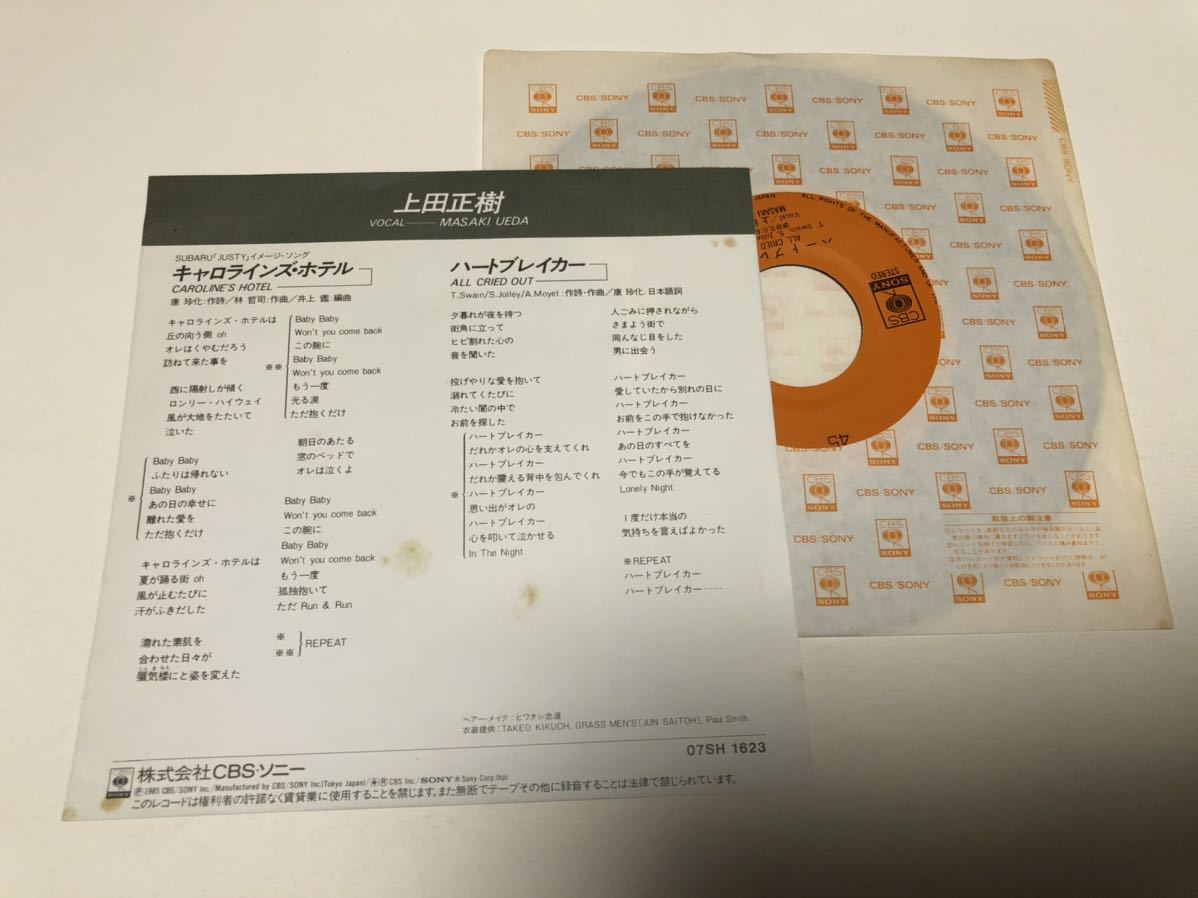 上田正樹
VOCAL——MASAKI UEDA
SUBARU「JUSTY」イメージ・ソング
キャロラインズ・ホテル
CAROLINE'S HOTEL
康 珍化:作詩/林 哲司:作曲/井上 鑑:編曲
キャロラインズ・ホテルは
丘の向う側 oh
オレはくやむだろう
訪ねて来た事を
西に陽射しが傾く
ロンリー・ハイウェイ
風が大地をたたいて
泣いた
※
Baby Baby
ふたりは帰れない
Baby Baby
あの日の幸せに
離れた愛を
ただ抱くだけ
キャロラインズ・ホテルは
夏が踊る街 oh
風が止むたびに
汗がふきだした
濡れた素肌を
合わせた日々が
しんきろう
蜃気楼にと姿を変えた
※※
Baby Baby
Won't you come back
この腕に
Baby Baby
Won't you come back
もう一度
光る涙
ただ抱くだけ
朝日のあたる
窓のベッドで
オレは泣くよ
Baby Baby
Won't you come back
この腕に
Baby Baby
Won't you come back
もう一度
孤独抱いて
ただ Run & Run
※
※※
REPEAT
ハートブレイカー
ALL CRIED OUT
T.Swain/S.Jolley/A.Moyet:作詩・作曲/康 珍化:日本語詞
夕暮れが夜を待つ
街角に立って
ヒビ割れた心の
音を聞いた
投げやりな愛を抱いて
溺れてくたびに
冷たい闇の中で
お前を探した
※
ハートブレイカー
だれかオレの心を支えてくれ
ハートブレイカー
だれか震える背中を包んでくれ
ハートブレイカー
思い出がオレの
ハートブレイカー
心を叩いて泣かせる
In The Night
人ごみに押されながら
さまよう街で
同んなじ目をした
男に出会う
ハートブレイカー
愛していたから別れの日に
ハートブレイカー
お前をこの手で抱けなかった
ハートブレイカー
あの日のすべてを
ハートブレイカー
今でもこの手が覚えてる
Lonely Night
1度だけ本当の
気持ちを言えばよかった
※REPEAT
ハートブレイカー
ハートブレイカー……
ヘアー・メイク:ヒワタシ忠道
衣装提供:TAKEO KIKUCH, GRASS MEN'S(JUN SAITOH), Paul Smith.
07SH 1623
株式会社CBS・ソニー
Ⓟ1985 CBS/SONY Inc./Manufactured by CBS/SONY Inc.(Tokyo Japan)/CBS Inc./SONY Sony Corp.
このレコードは権利者の許諾なく賃貸業に使用することを禁じます。また無断でテープその他に録音することは法律で禁じられています。
CBS/SONY
CBS SONY
STEREO
45
取扱上の御注意